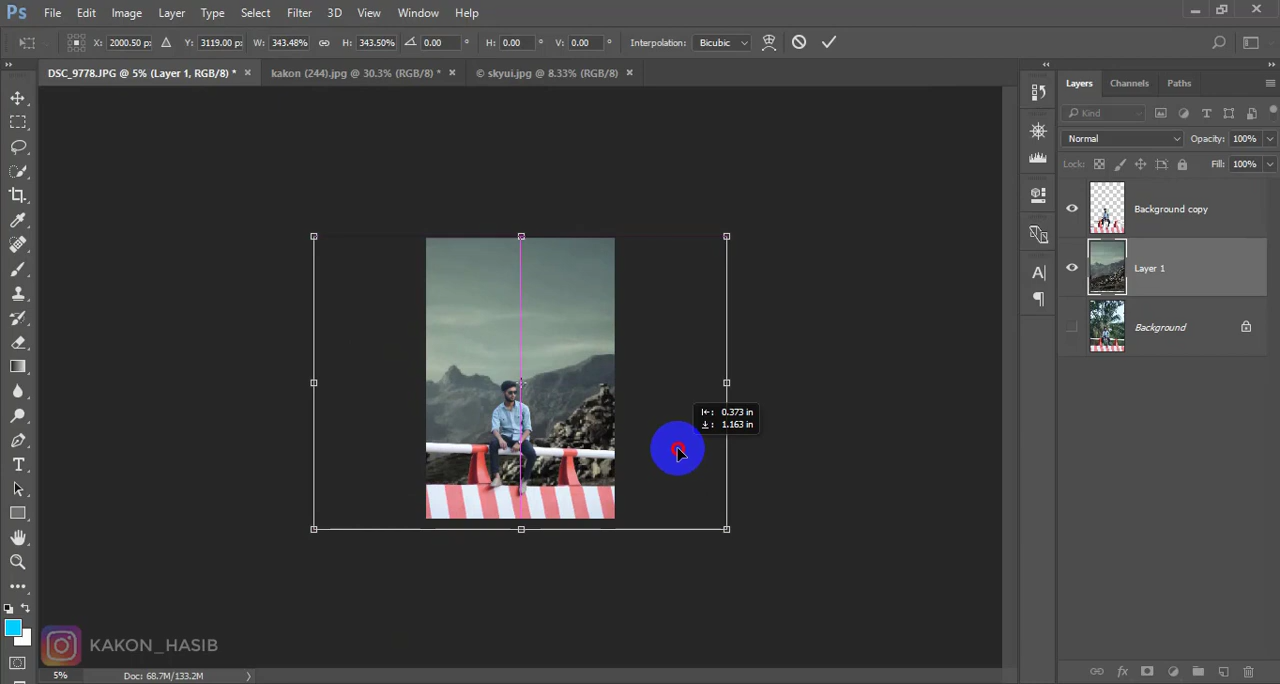 Ps File Edit Image Layer Type Select Filter 3D View Window Help
X: 2000.50 px Y: 3119.00 px W: 343.48% H: 343.50% 0.00 ° H: 0.00 ° V: 0.00 ° Interpolation: Bicubic
DSC_9778.JPG @ 5% (Layer 1, RGB/8) * × kakon (244).jpg @ 30.3% (RGB/8) * × © skyui.jpg @ 8.33% (RGB/8) ×
Layers Channels Paths
Kind
Normal Opacity: 100%
Lock: Fill: 100%
Background copy
Layer 1
Background
0.373 in
1.163 in
KAKON_HASIB
5% Doc: 68.7M/133.2M